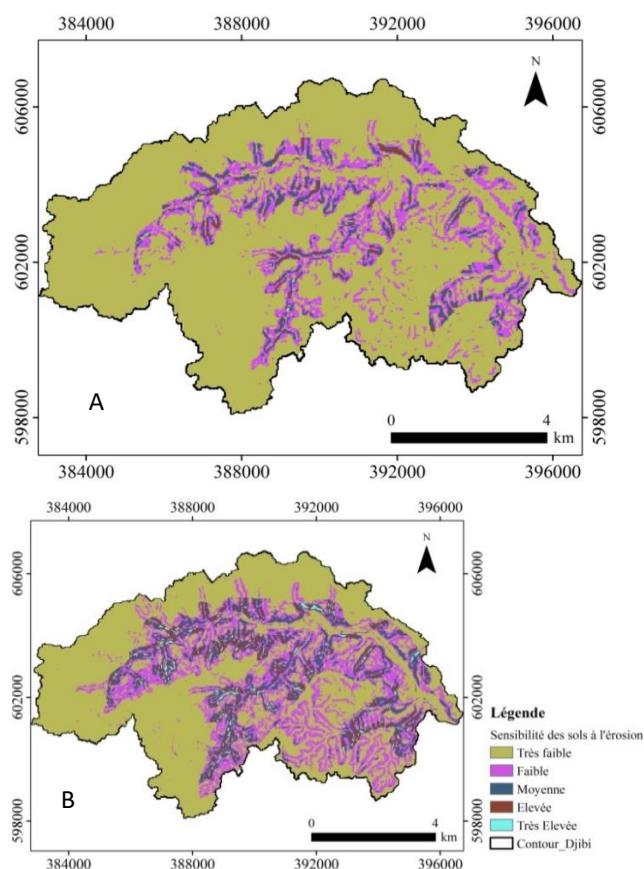 384000 388000 392000 396000
N
606000 606000
602000 602000
598000 598000
A
0 4
km
384000 388000 392000 396000
384000 388000 392000 396000
N
606000 606000
602000 602000
598000 598000
B
0 4
km
384000 388000 392000 396000
Légende
Sensibilité des sols à l'érosion
Très faible
Faible
Moyenne
Elevée
Très Elevée
Contour_Djibi